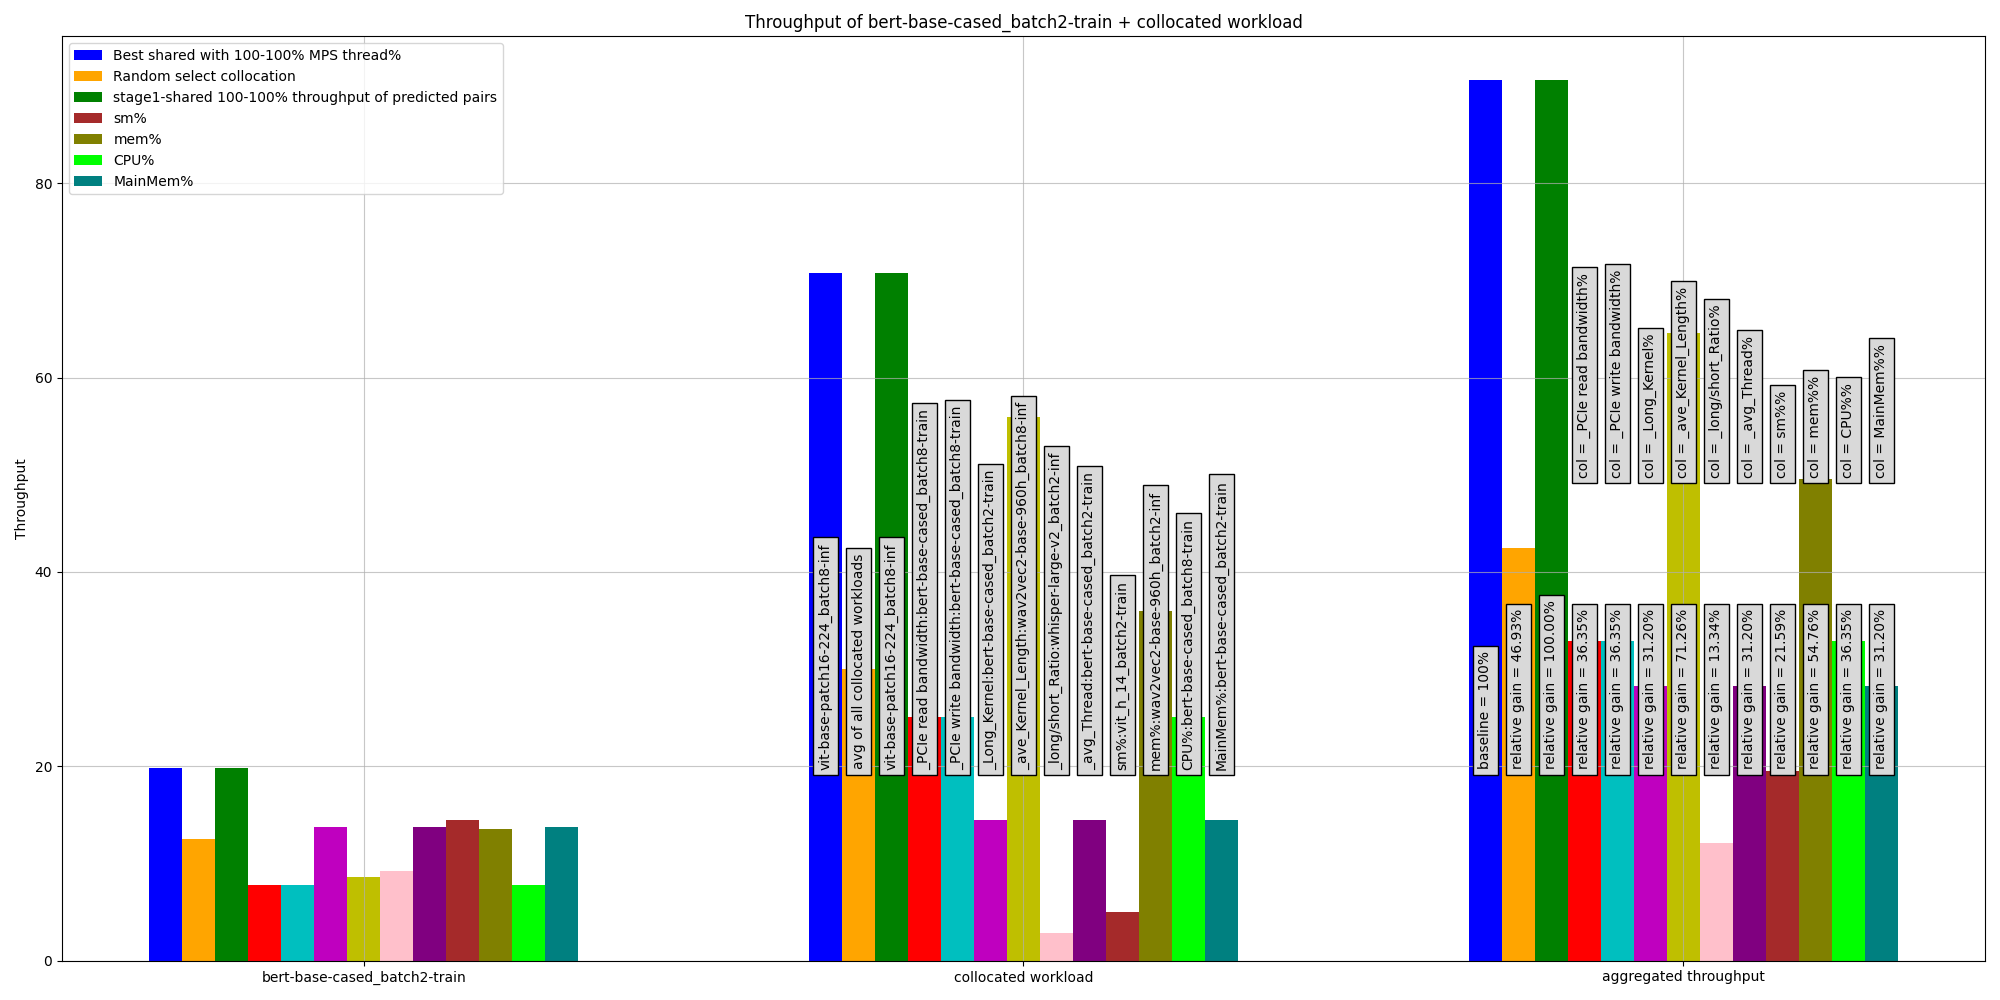 Throughput of bert-base-cased_batch2-train + collocated workload
Best shared with 100-100% MPS thread%
Random select collocation
stage1-shared 100-100% throughput of predicted pairs
sm%
mem%
CPU%
MainMem%
Throughput
80
60
40
20
0
vit-base-patch16-224_batch8-inf
avg of all collocated workloads
vit-base-patch16-224_batch8-inf
_PCIe read bandwidth:bert-base-cased_batch8-train
_PCIe write bandwidth:bert-base-cased_batch8-train
_Long_Kernel:bert-base-cased_batch2-train
_ave_Kernel_Length:wav2vec2-base-960h_batch8-inf
_long/short_Ratio:whisper-large-v2_batch2-inf
_avg_Thread:bert-base-cased_batch2-train
sm%:vit_h_14_batch2-train
mem%:wav2vec2-base-960h_batch2-inf
CPU%:bert-base-cased_batch8-train
MainMem%:bert-base-cased_batch2-train
col = _PCIe read bandwidth%
col = _PCIe write bandwidth%
col = _Long_Kernel%
col = _ave_Kernel_Length%
col = _long/short_Ratio%
col = _avg_Thread%
col = sm%%
col = mem%%
col = CPU%%
col = MainMem%%
baseline = 100%
relative gain = 46.93%
relative gain = 100.00%
relative gain = 36.35%
relative gain = 36.35%
relative gain = 31.20%
relative gain = 71.26%
relative gain = 13.34%
relative gain = 31.20%
relative gain = 21.59%
relative gain = 54.76%
relative gain = 36.35%
relative gain = 31.20%
bert-base-cased_batch2-train
collocated workload
aggregated throughput